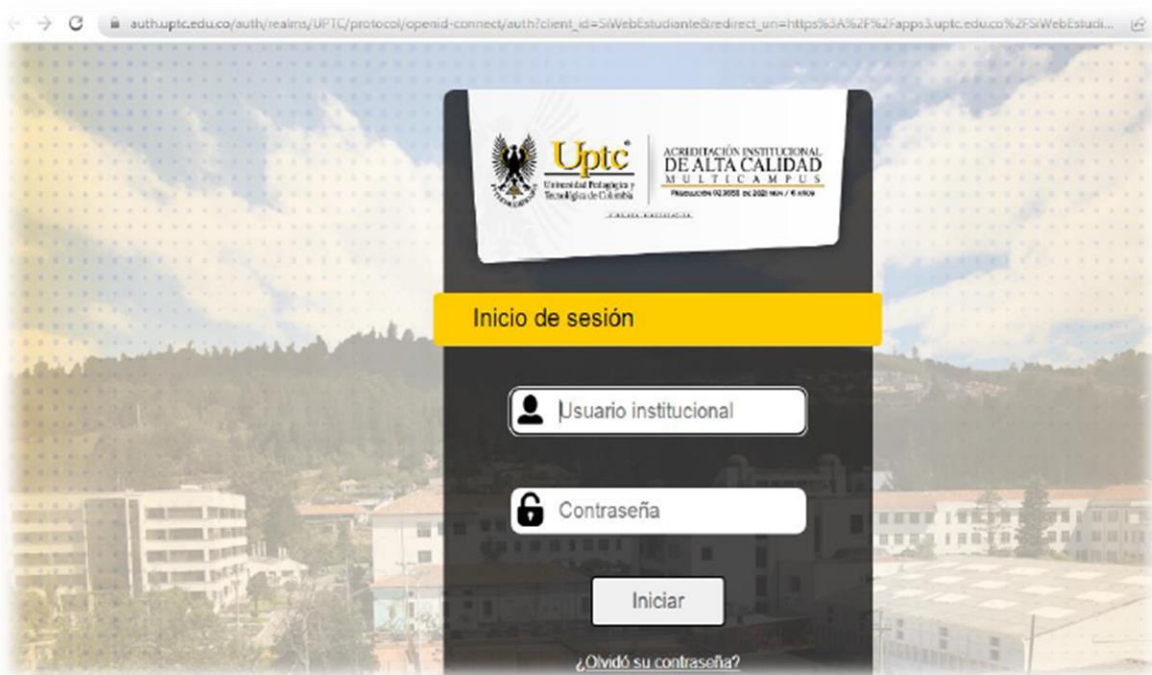 auth.uptc.edu.co/auth/realms/UPTC/protocol/openid-connect/auth?client_id=SiWebEstudiante&redirect_uri=https%3A%2F%2Fapps3.uptc.edu.co%2FSiWebEstudi...
Uptc®
Universidad Pedagógica y
Tecnológica de Colombia
ACREDITACIÓN INSTITUCIONAL
DE ALTA CALIDAD
MULTICAMPUS
Inicio de sesión
Usuario institucional
Contraseña
Iniciar
¿Olvidó su contraseña?